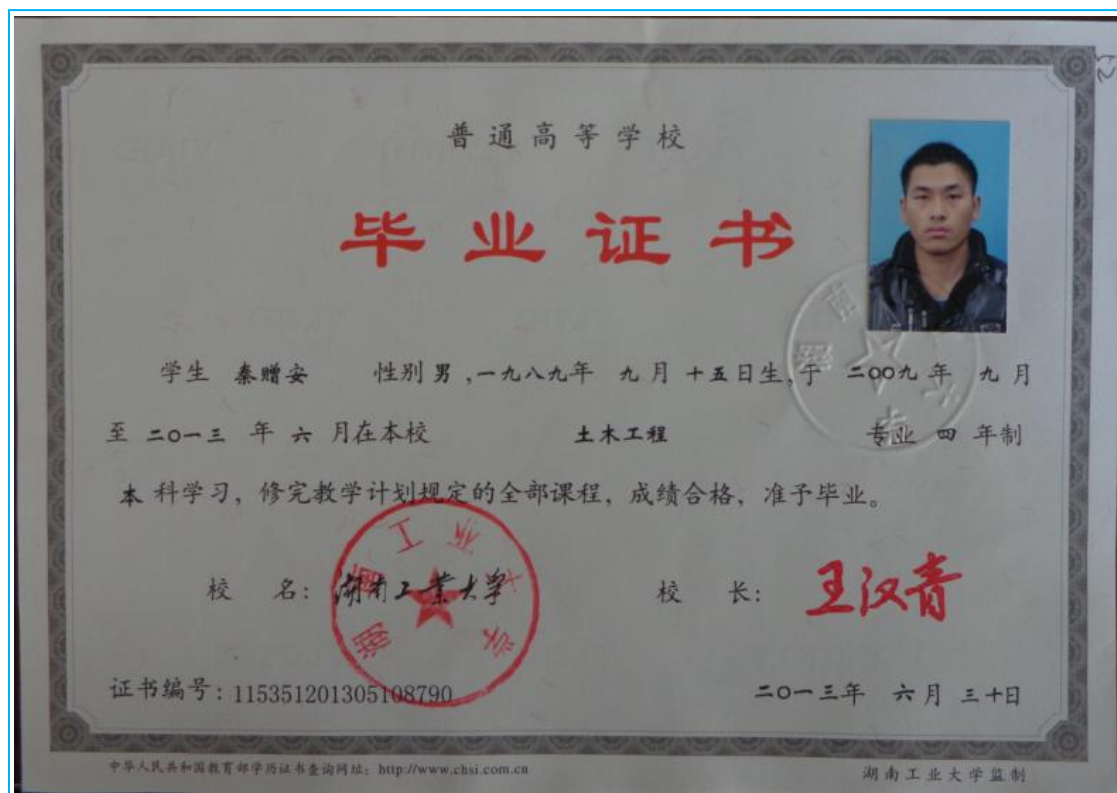 普通高等学校
毕业证书
学生 秦赠安 性别 男，一九八九年 九月 十五日生，于 二〇〇九年 九月
至 二〇一三 年 六 月在本校 土木工程 专业 四 年制
本 科学习，修完教学计划规定的全部课程，成绩合格，准予毕业。
校 名：湖南工业大学 校 长：王汉青
湖南工业大学
证书编号：115351201305108790 二〇一三年 六月 三十日
中华人民共和国教育部学历证书查询网址：http://www.chsi.com.cn 湖南工业大学监制